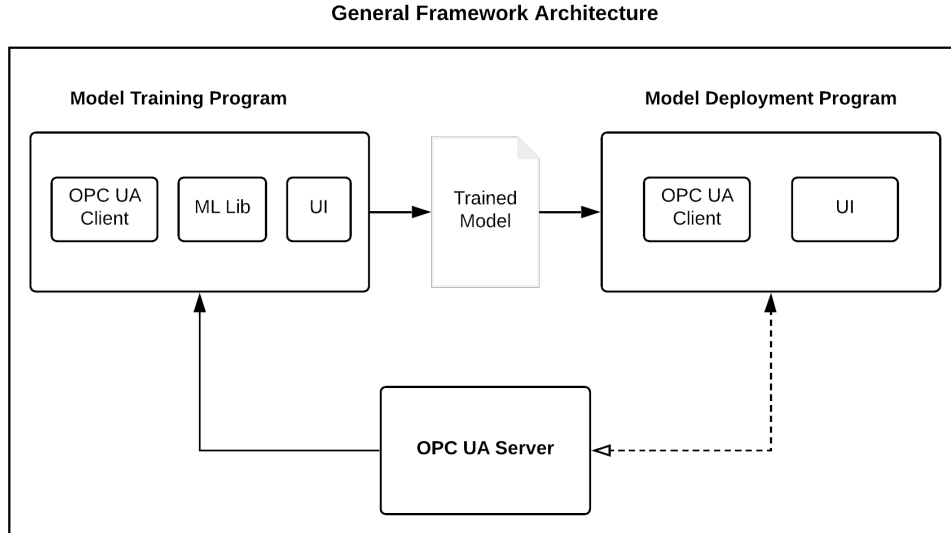 General Framework Architecture
Model Training Program
Model Deployment Program
OPC UA
Client
ML Lib
UI
Trained
Model
OPC UA
Client
UI
OPC UA Server